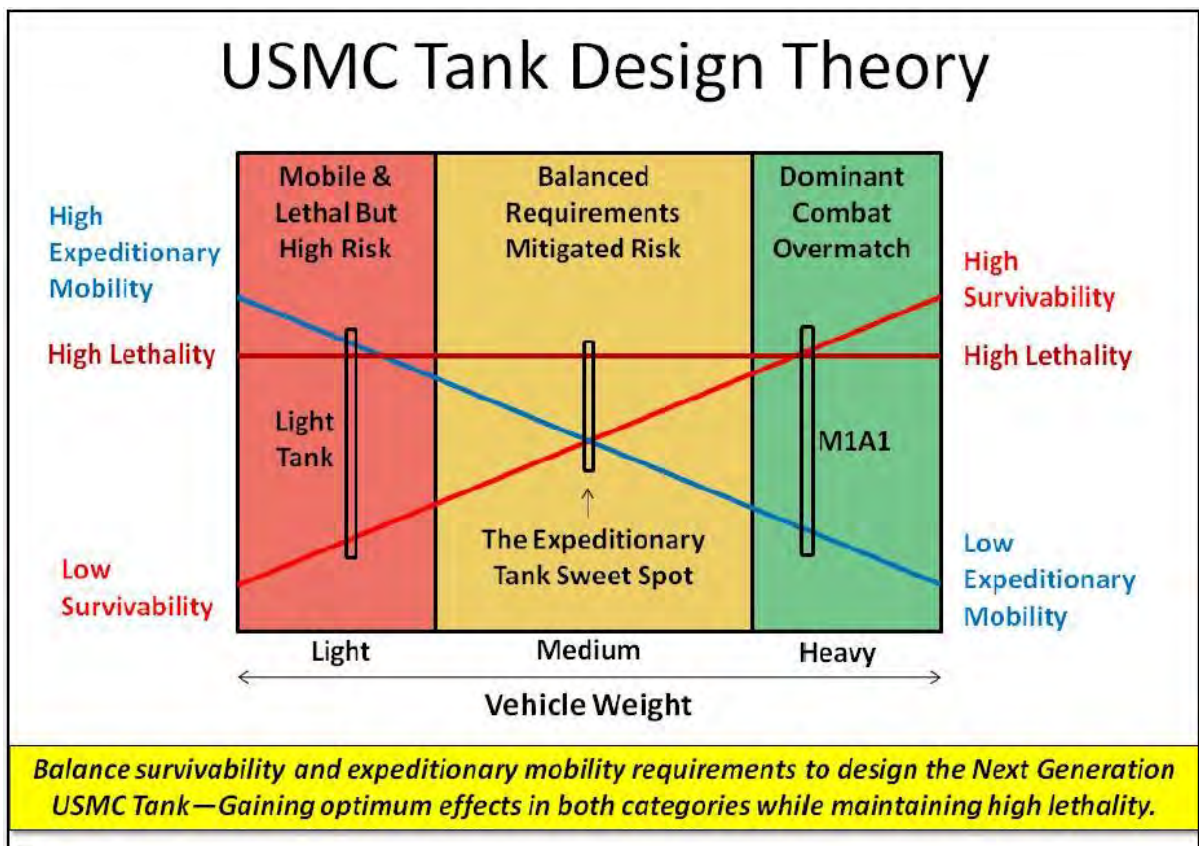 USMC Tank Design Theory
Mobile &
Lethal But
High Risk
Balanced
Requirements
Mitigated Risk
Dominant
Combat
Overmatch
High
Expeditionary
Mobility
High
Survivability
High Lethality
High Lethality
Light
Tank
M1A1
The Expeditionary
Tank Sweet Spot
Low
Survivability
Low
Expeditionary
Mobility
Light
Medium
Heavy
Vehicle Weight
Balance survivability and expeditionary mobility requirements to design the Next Generation
USMC Tank—Gaining optimum effects in both categories while maintaining high lethality.